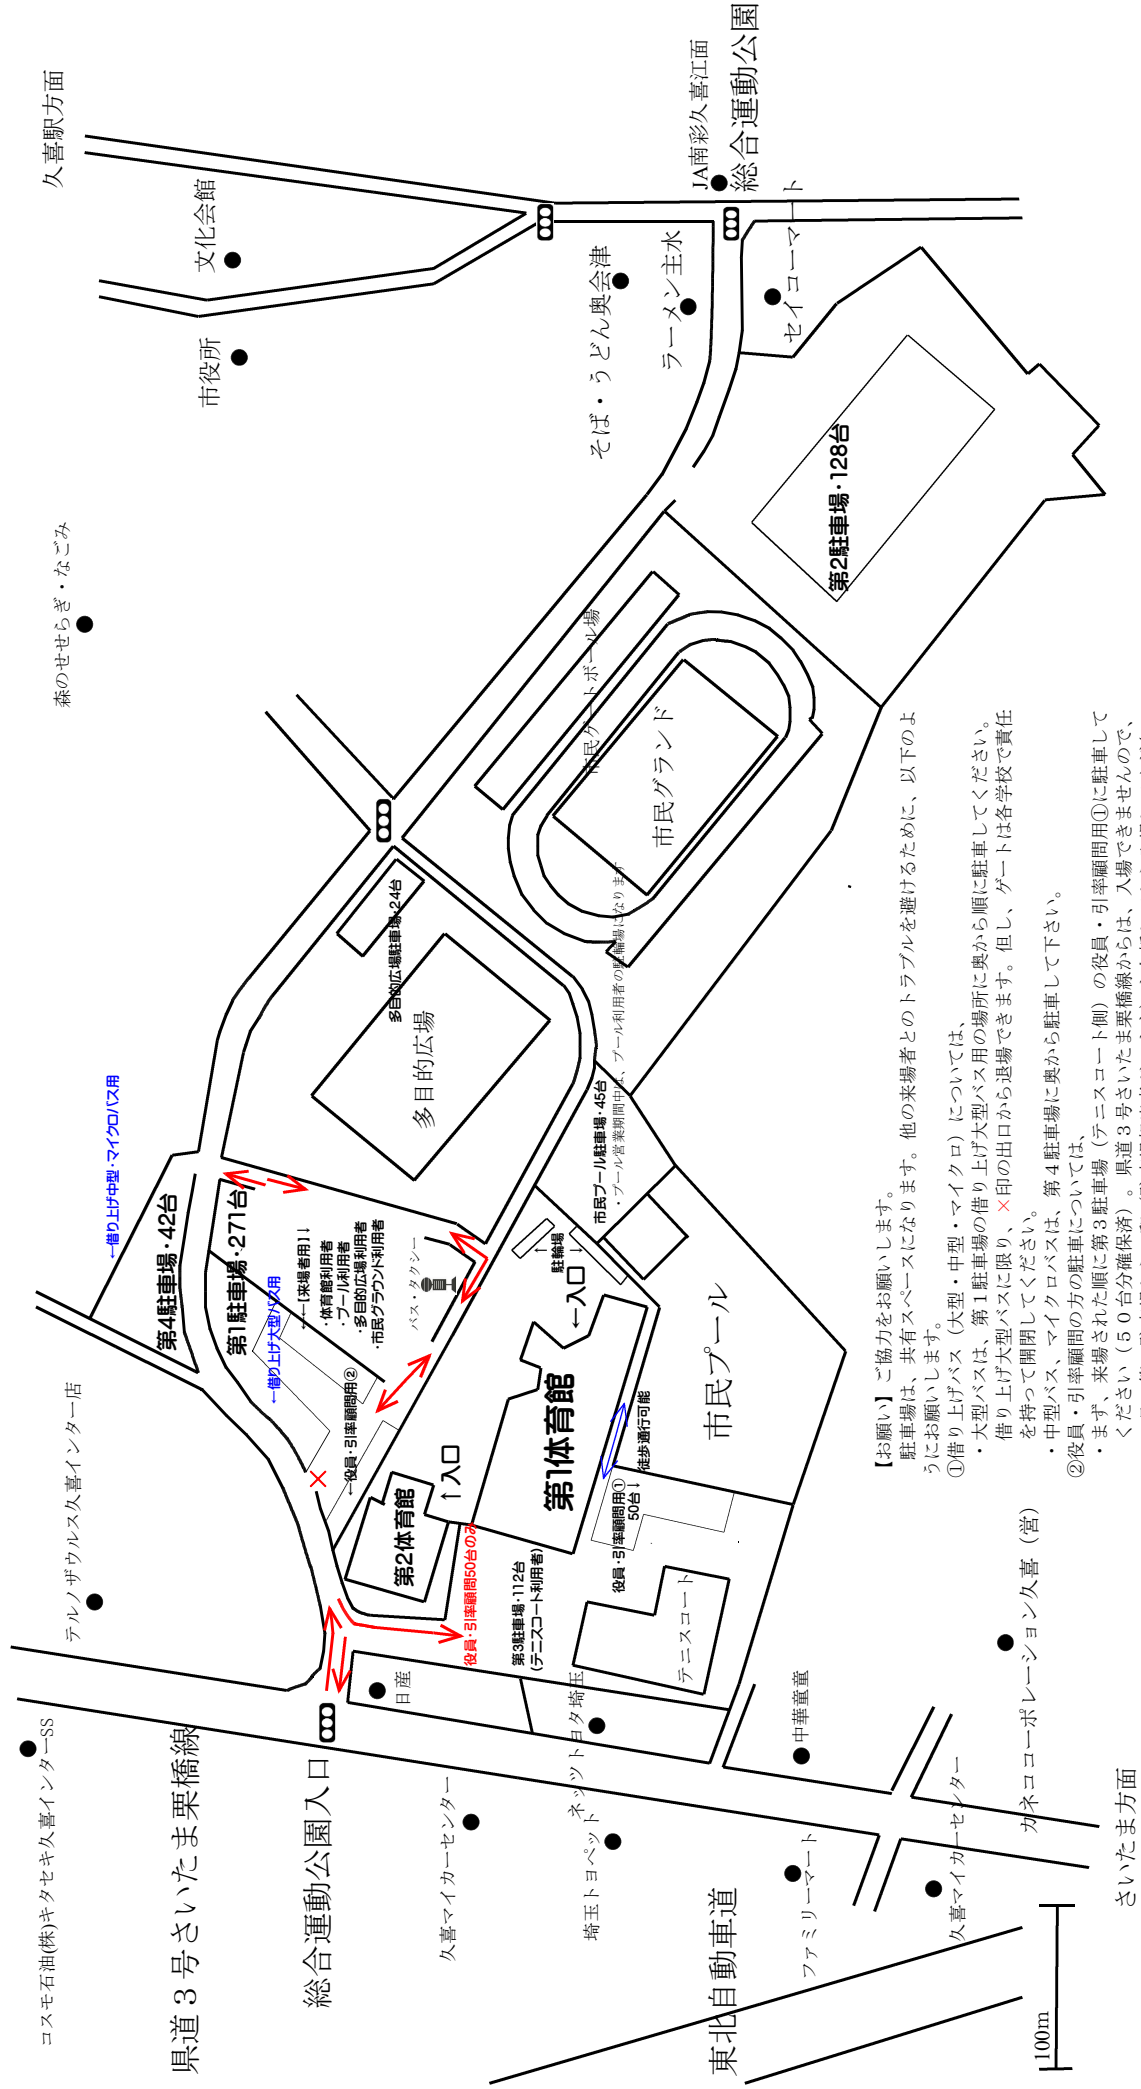 コスモ石油(株)キタセキ久喜インターSS
テルノザウルス久喜インター店
森のせせらぎ・なごみ
久喜駅方面
文化会館
市役所
県道３号さいたま栗橋線
←借り上げ中型・マイクロバス用
第4駐車場・42台
第1駐車場・271台
←借り上げ大型バス用
←【来場者用】↓
・体育館利用者
・プール利用者
・多目的広場利用者
・市民グラウンド利用者
バス・タクシー
←役員・引率顧問用②
×
総合運動公園入口
日産
第2体育館
↑入口
役員・引率顧問50台のみ
第3駐車場・112台
(テニスコート利用者)
第1体育館
←入口
↑
駐輪場
↓
多目的広場駐車場・24台
多目的広場
市民プール駐車場・45台
・プール営業期間中は、プール利用者の駐輪場になります
市民ゲートボール場
市民グランド
そば・うどん奥会津
ラーメン主水
JA南彩久喜江面
総合運動公園
セイコーマート
第2駐車場・128台
久喜マイカーセンター
ネッツトヨタ埼玉
埼玉トヨペット
役員・引率顧問用①
50台↓
徒歩通行可能
テニスコート
市民プール
東北自動車道
ファミリーマート
中華童童
久喜マイカーセンター
カネココーポレーション久喜（営）
さいたま方面
100m
【お願い】ご協力をお願いします。
駐車場は、共有スペースになります。他の来場者とのトラブルを避けるために、以下のよ
うにお願いします。
①借り上げバス（大型・中型・マイクロ）については、
・大型バスは、第１駐車場の借り上げ大型バス用の場所に奥から順に駐車してください。
借り上げ大型バスに限り、×印の出口から退場できます。但し、ゲートは各学校で責任
を持って開閉してください。
・中型バス、マイクロバスは、第４駐車場に奥から駐車して下さい。
②役員・引率顧問の方の駐車については、
・まず、来場された順に第３駐車場（テニスコート側）の役員・引率顧問用①に駐車して
ください（５０台分確保済）。県道３号さいたま栗橋線からは、入場できませんので、